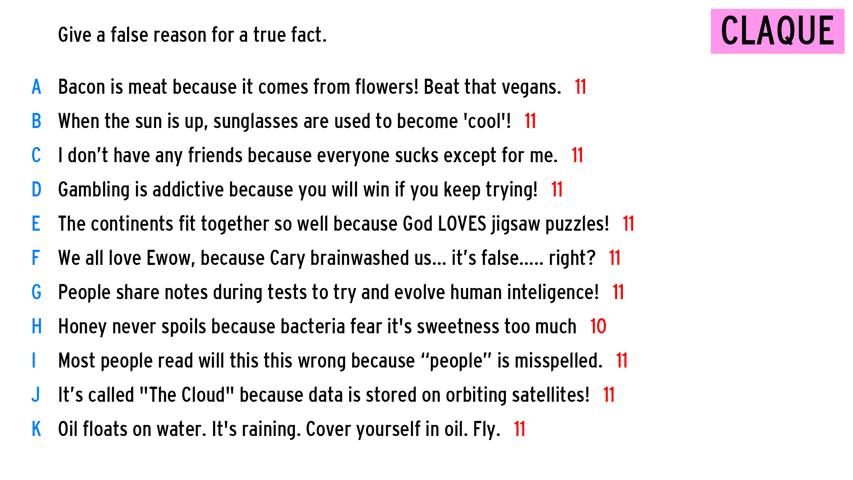 Give a false reason for a true fact.
CLAQUE
A Bacon is meat because it comes from flowers! Beat that vegans. 11
B When the sun is up, sunglasses are used to become 'cool'! 11
C I don’t have any friends because everyone sucks except for me. 11
D Gambling is addictive because you will win if you keep trying! 11
E The continents fit together so well because God LOVES jigsaw puzzles! 11
F We all love Ewow, because Cary brainwashed us... it’s false..... right? 11
G People share notes during tests to try and evolve human inteligence! 11
H Honey never spoils because bacteria fear it's sweetness too much 10
I Most people read will this this wrong because “people” is misspelled. 11
J It’s called "The Cloud" because data is stored on orbiting satellites! 11
K Oil floats on water. It's raining. Cover yourself in oil. Fly. 11